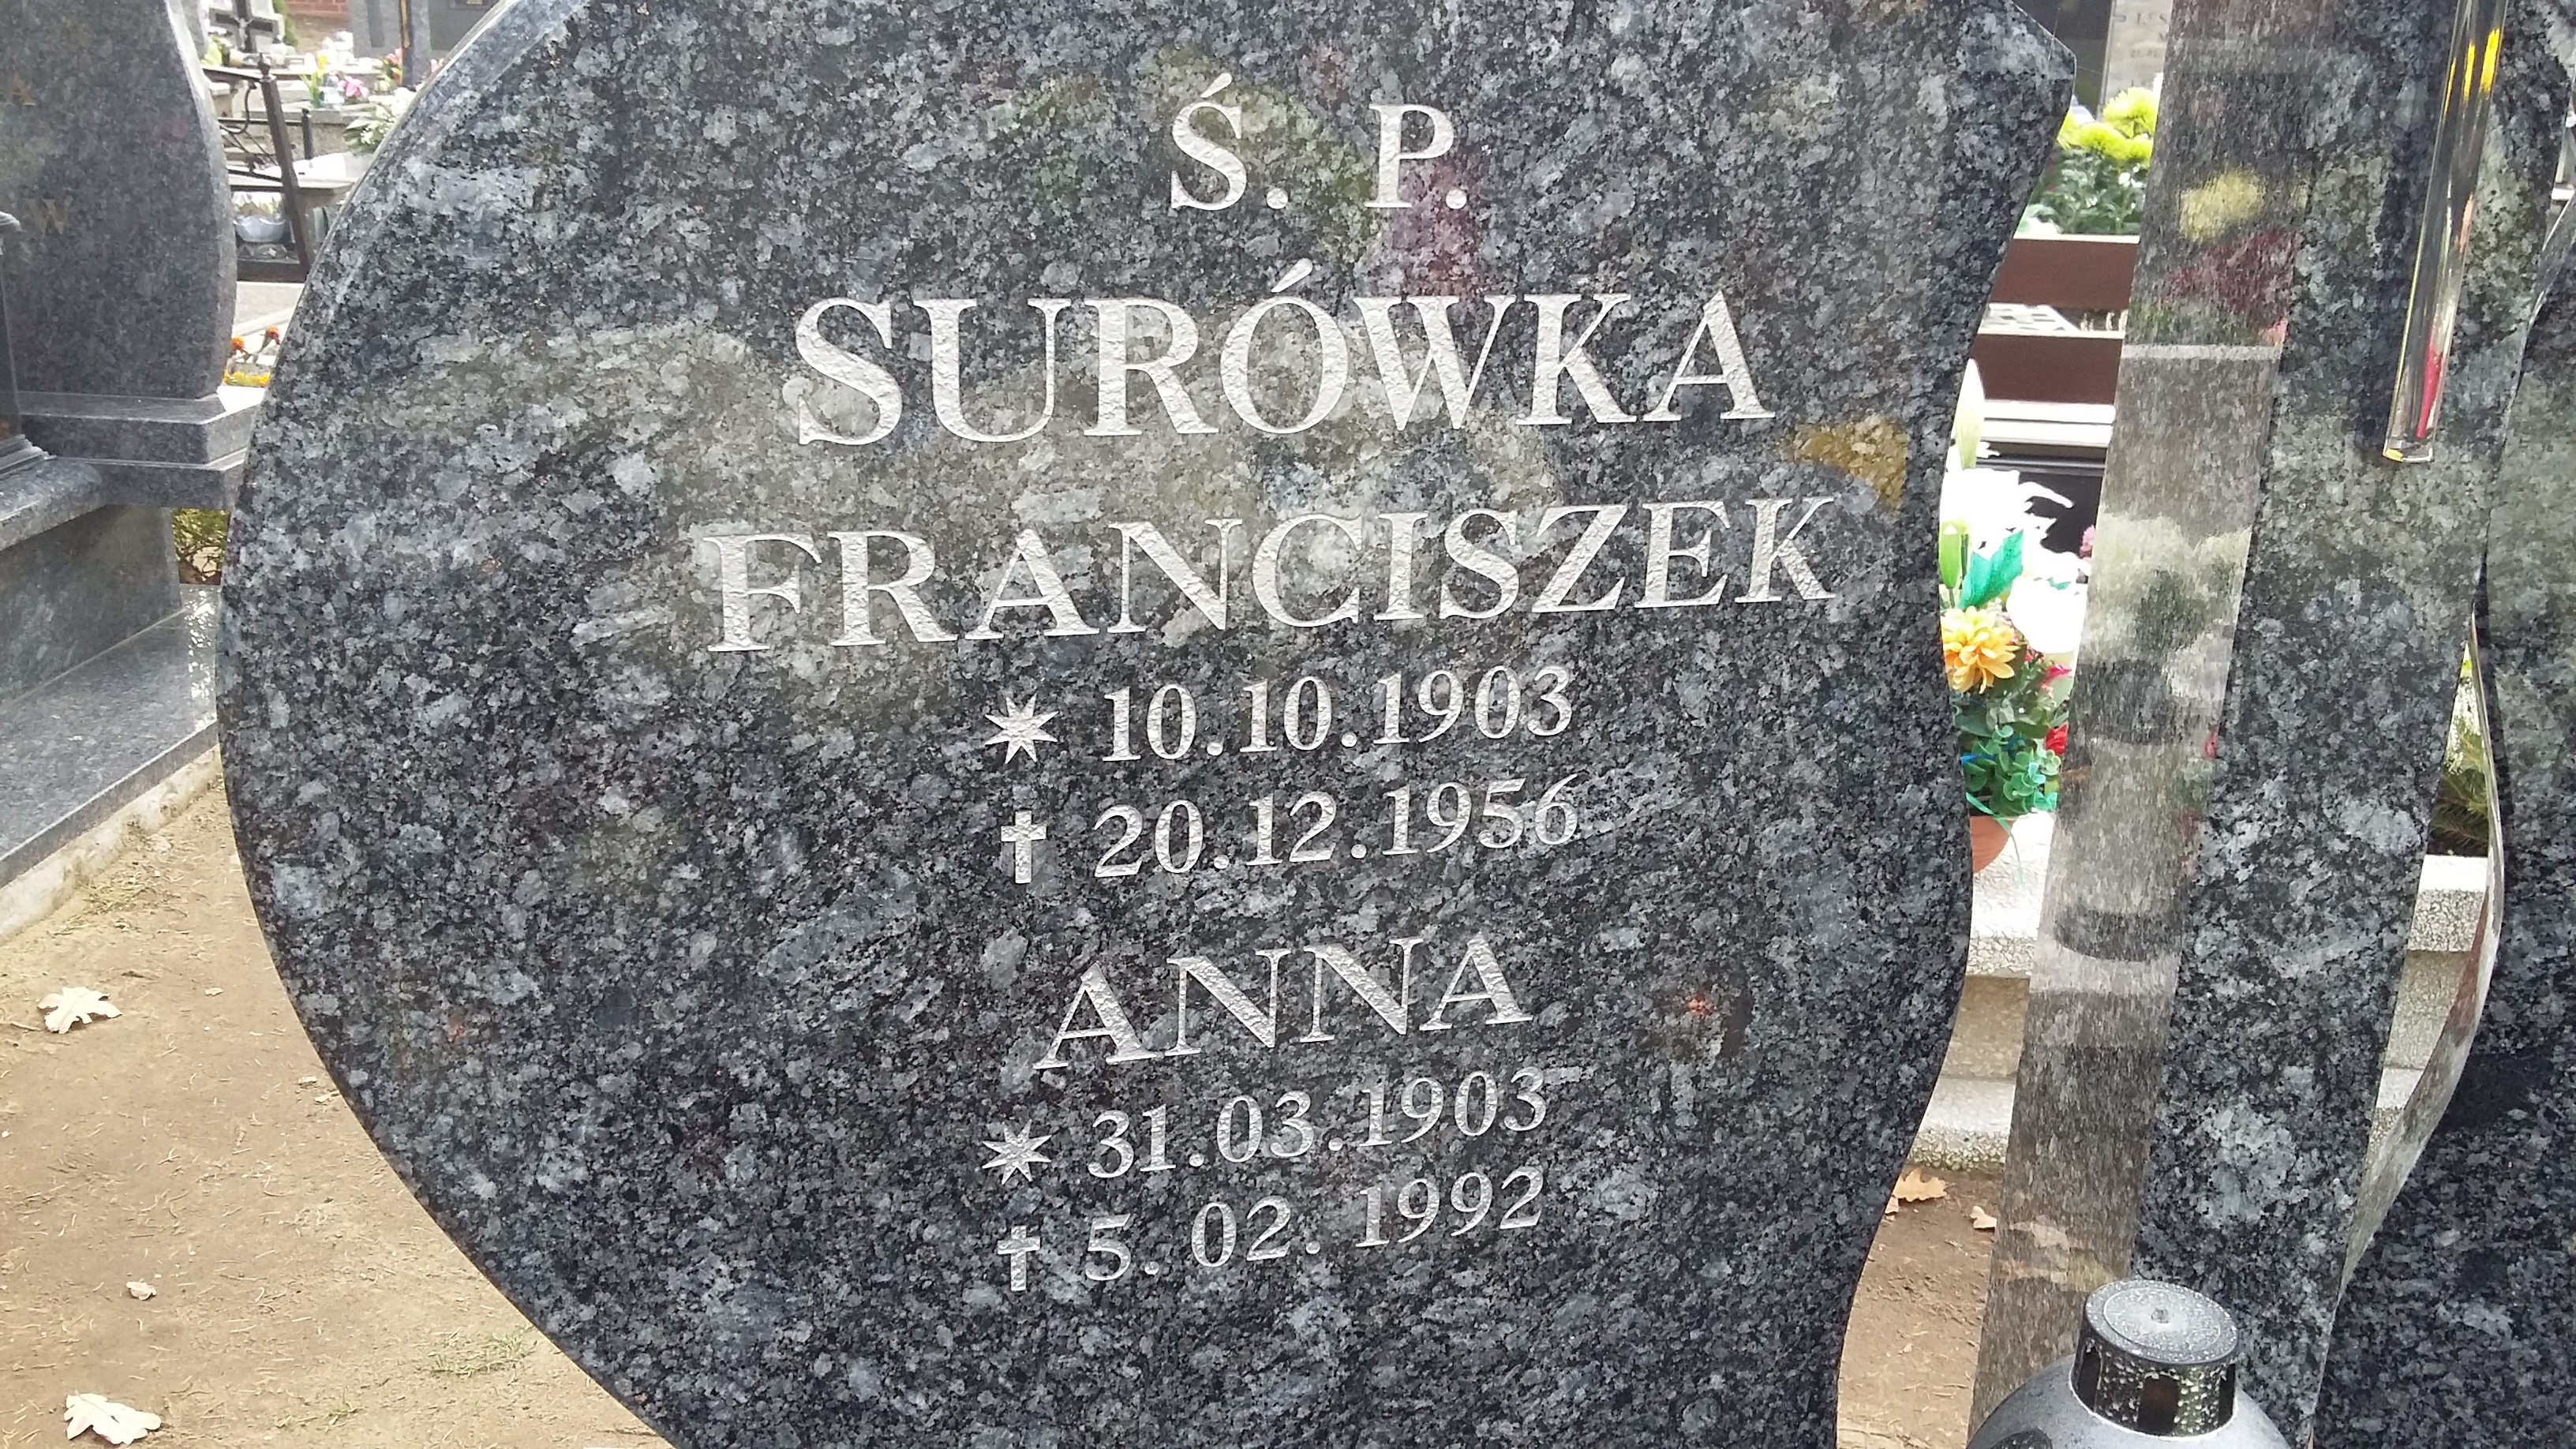 Ś. P.
SURÓWKA
FRANCISZEK
* 10.10.1903
† 20.12.1956
ANNA
* 31.03.1903
† 5. 02. 1992